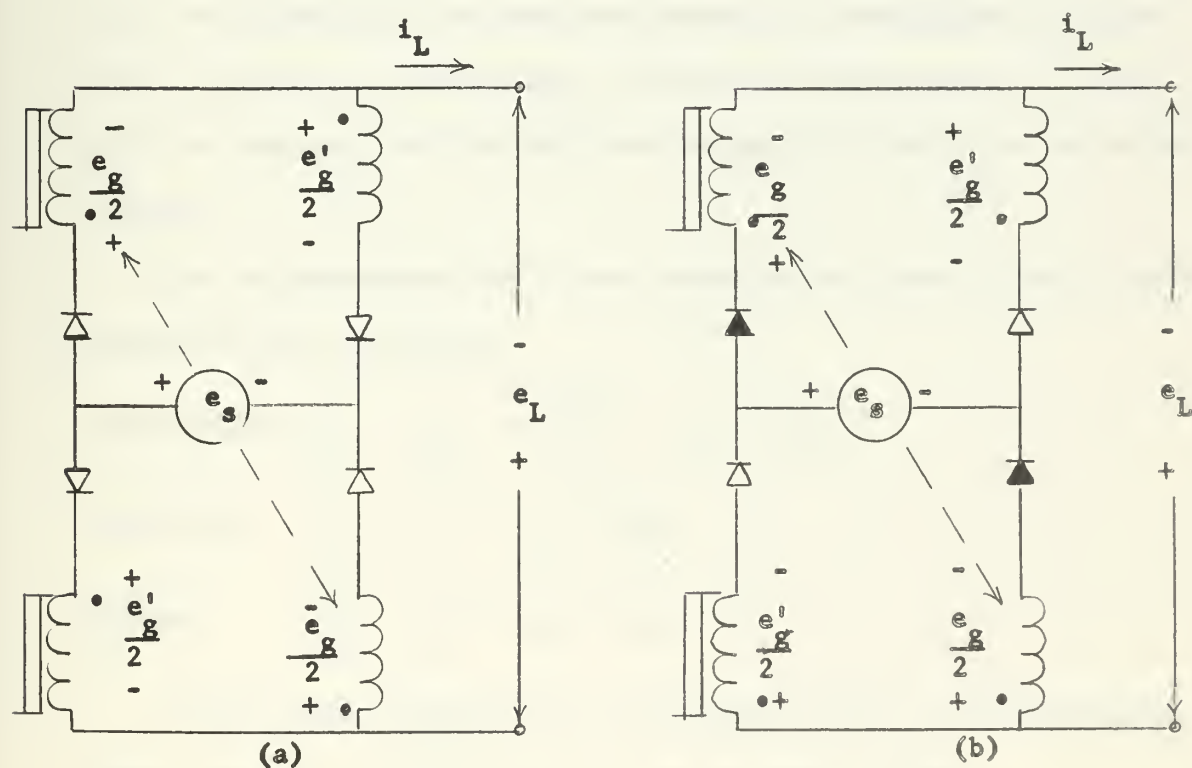 i_L
i_L
- + •
e_g/2 e'_g/2
•
+ -
+ e_s -
-
e_L
+
+ -
• e'_g/2 e_g/2
- + •
(a)
- +
e_g/2 e'_g/2
• •
+ -
+ e_s -
-
e_L
+
- -
e'_g/2 e_g/2
• + + •
(b)